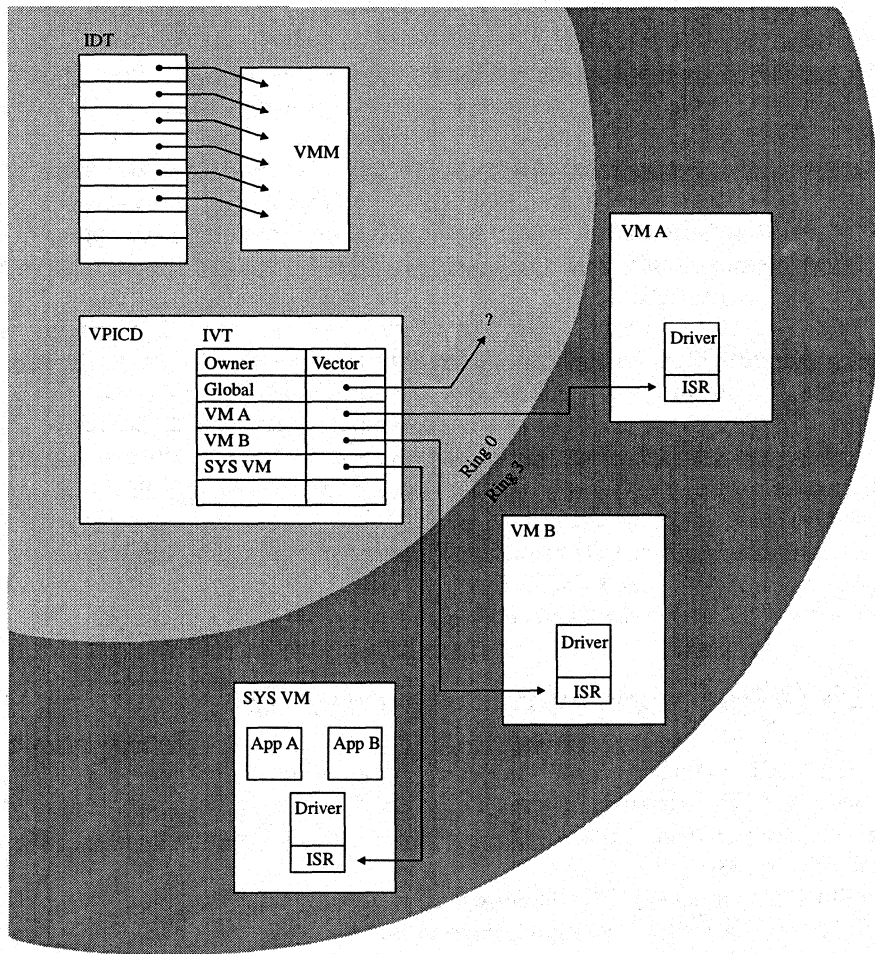 IDT
VMM
VM A
Driver
ISR
VPICD
IVT
Owner Vector
Global
VM A
VM B
SYS VM
?
Ring 0
Ring 3
VM B
Driver
ISR
SYS VM
App A App B
Driver
ISR